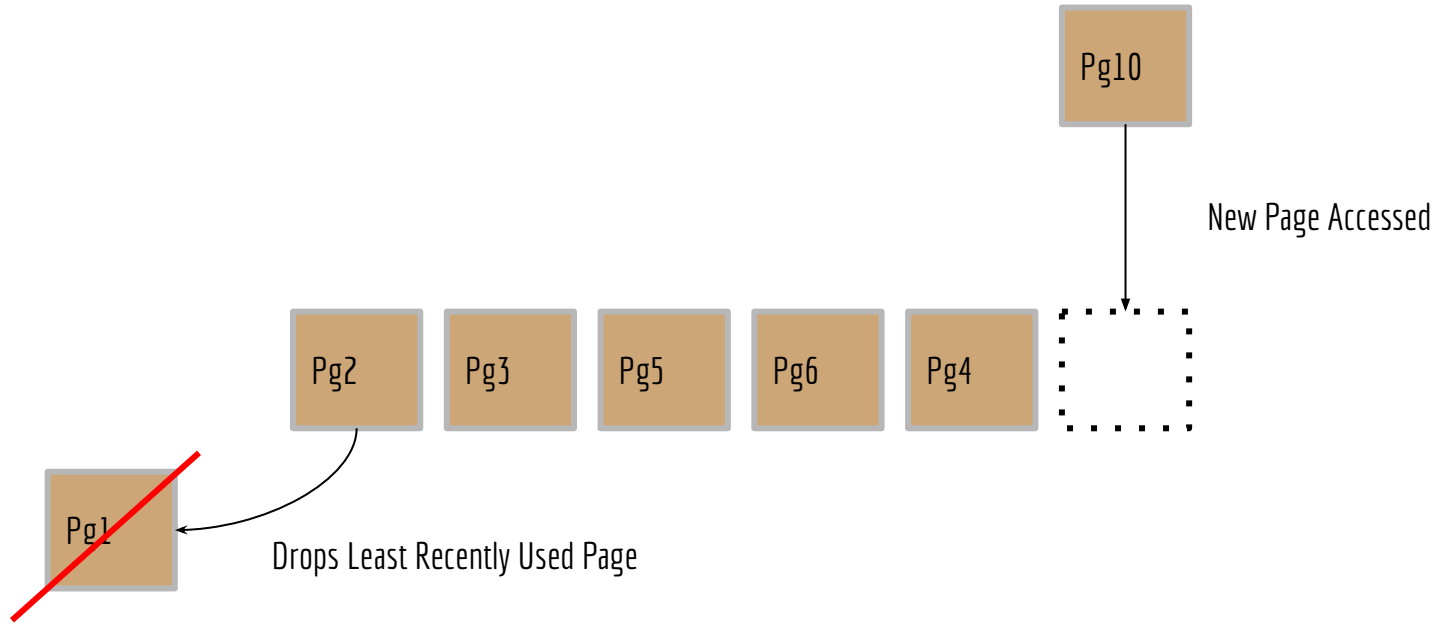 Pg10
New Page Accessed
Pg2
Pg3
Pg5
Pg6
Pg4
Pg1
Drops Least Recently Used Page